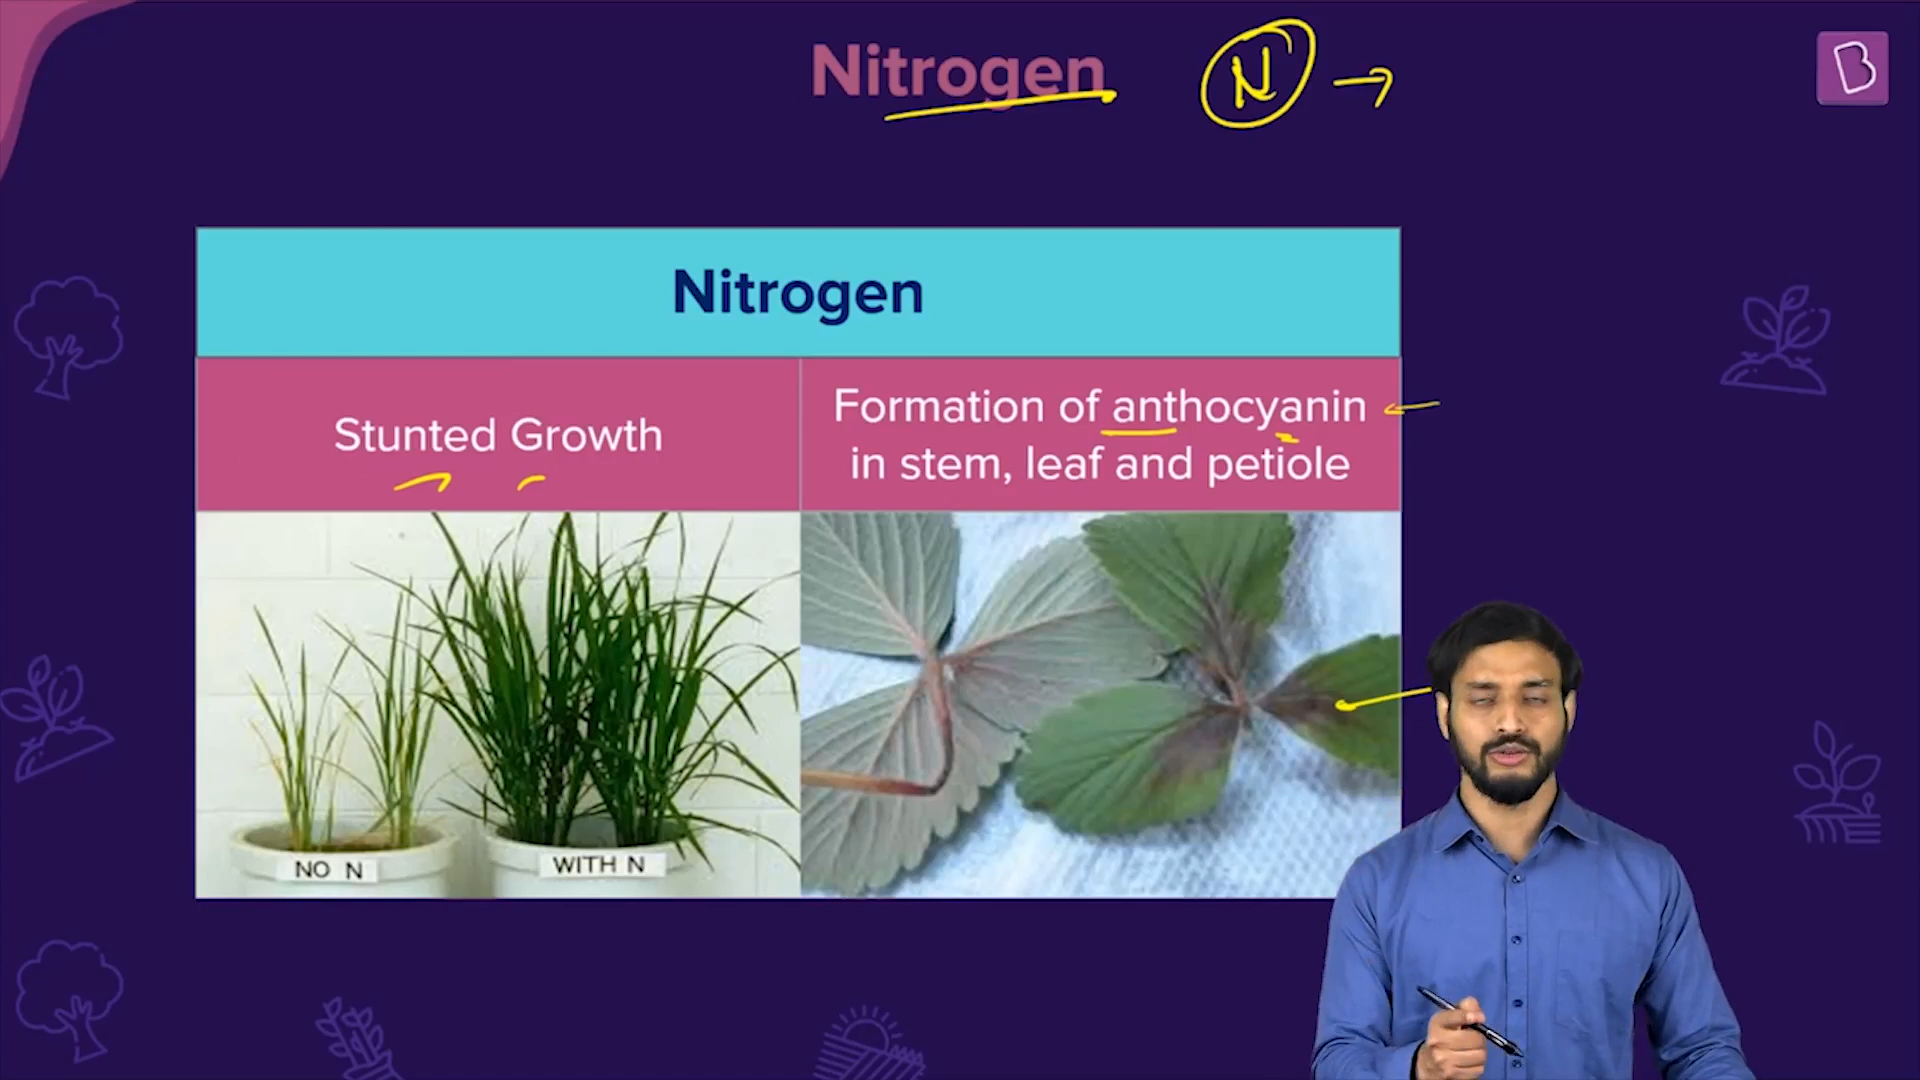 Nitrogen N →
B
Nitrogen
Stunted Growth
Formation of anthocyanin
in stem, leaf and petiole
NO N
WITH N